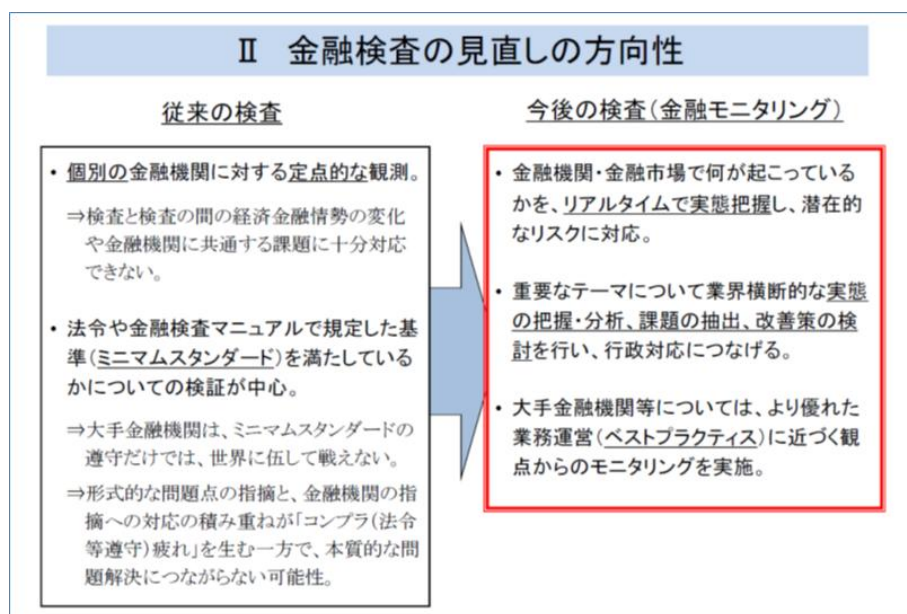 Ⅱ 金融検査の見直しの方向性
従来の検査
・ 個別の金融機関に対する定点的な観測。
⇒検査と検査の間の経済金融情勢の変化
や金融機関に共通する課題に十分対応
できない。
・ 法令や金融検査マニュアルで規定した基
準(ミニマムスタンダード)を満たしている
かについての検証が中心。
⇒大手金融機関は、ミニマムスタンダードの
遵守だけでは、世界に伍して戦えない。
⇒形式的な問題点の指摘と、金融機関の指
摘への対応の積み重ねが「コンプラ(法令
等遵守)疲れ」を生む一方で、本質的な問
題解決につながらない可能性。
今後の検査(金融モニタリング)
・ 金融機関・金融市場で何が起こっている
かを、リアルタイムで実態把握し、潜在的
なリスクに対応。
・ 重要なテーマについて業界横断的な実態
の把握・分析、課題の抽出、改善策の検
討を行い、行政対応につなげる。
・ 大手金融機関等については、より優れた
業務運営(ベストプラクティス)に近づく観
点からのモニタリングを実施。